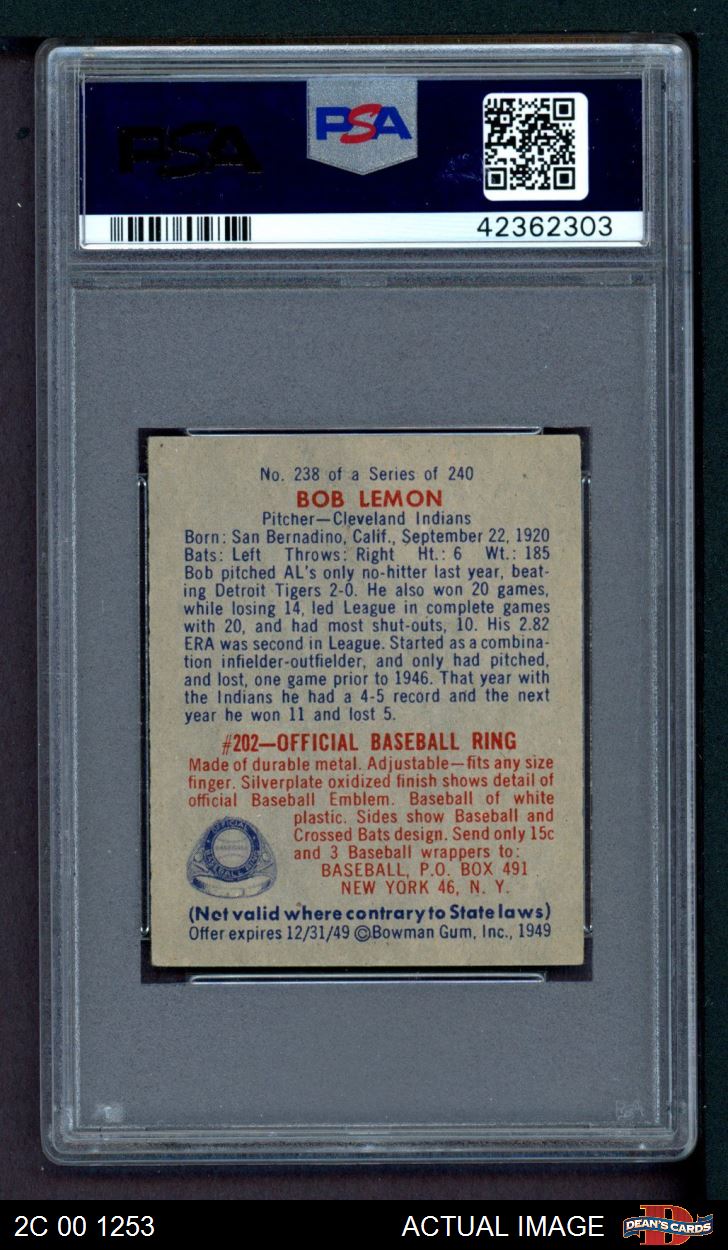 PSA
PSA
42362303
No. 238 of a Series of 240
BOB LEMON
Pitcher—Cleveland Indians
Born: San Bernadino, Calif., September 22, 1920
Bats: Left Throws: Right Ht.: 6 Wt.: 185
Bob pitched AL's only no-hitter last year, beat-
ing Detroit Tigers 2-0. He also won 20 games,
while losing 14, led League in complete games
with 20, and had most shut-outs, 10. His 2.82
ERA was second in League. Started as a combina-
tion infielder-outfielder, and only had pitched,
and lost, one game prior to 1946. That year with
the Indians he had a 4-5 record and the next
year he won 11 and lost 5.
#202—OFFICIAL BASEBALL RING
Made of durable metal. Adjustable—fits any size
finger. Silverplate oxidized finish shows detail of
official Baseball Emblem. Baseball of white
plastic. Sides show Baseball and
Crossed Bats design. Send only 15c
and 3 Baseball wrappers to:
BASEBALL, P.O. BOX 491
NEW YORK 46, N. Y.
OFFICIAL
BASEBALL RING
(Not valid where contrary to State laws)
Offer expires 12/31/49 ©Bowman Gum, Inc., 1949
2C 00 1253
ACTUAL IMAGE
DEAN'S CARDS